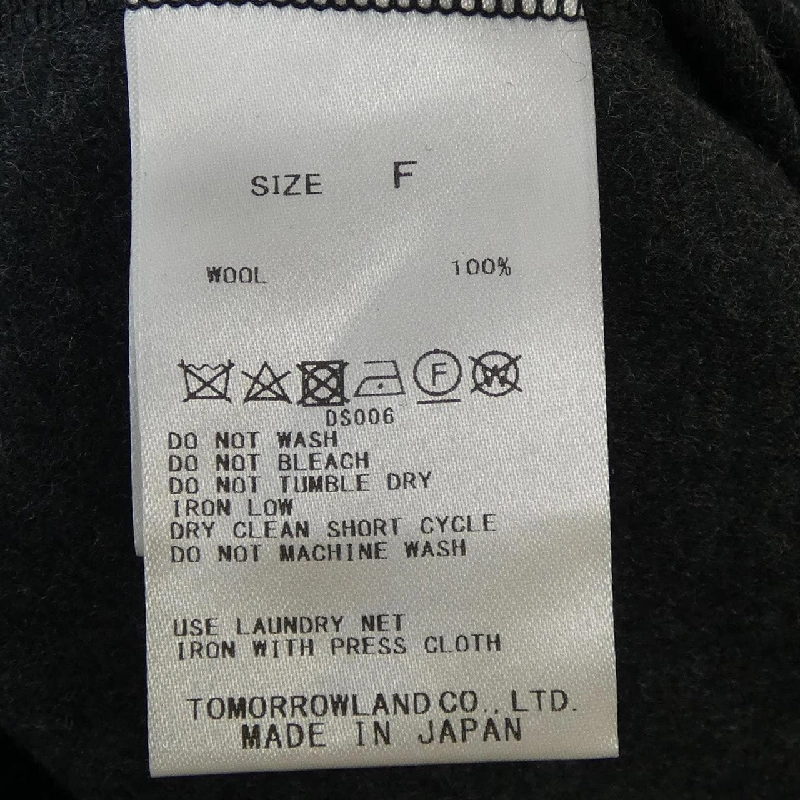 SIZE F
WOOL 100%
F W
DS006
DO NOT WASH
DO NOT BLEACH
DO NOT TUMBLE DRY
IRON LOW
DRY CLEAN SHORT CYCLE
DO NOT MACHINE WASH
USE LAUNDRY NET
IRON WITH PRESS CLOTH
TOMORROWLAND CO., LTD.
MADE IN JAPAN